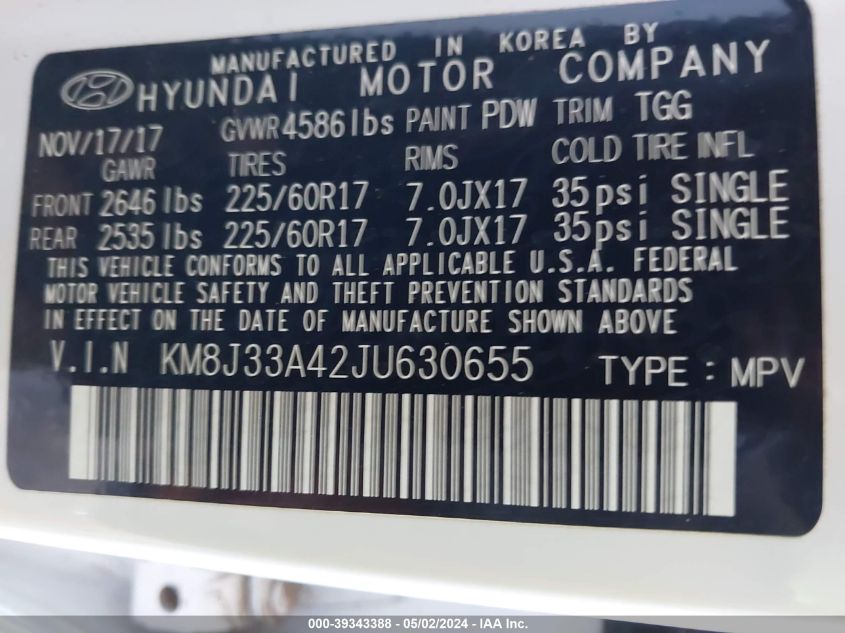 MANUFACTURED IN KOREA BY
HYUNDAI MOTOR COMPANY
NOV/17/17 GVWR 4586 lbs PAINT PDW TRIM TGG
GAWR TIRES RIMS COLD TIRE INFL
FRONT 2646 lbs 225/60R17 7.0JX17 35psi SINGLE
REAR 2535 lbs 225/60R17 7.0JX17 35psi SINGLE
THIS VEHICLE CONFORMS TO ALL APPLICABLE U.S.A. FEDERAL
MOTOR VEHICLE SAFETY AND THEFT PREVENTION STANDARDS
IN EFFECT ON THE DATE OF MANUFACTURE SHOWN ABOVE
V.I.N KM8J33A42JU630655 TYPE : MPV
000-39343388 - 05/02/2024 - IAA Inc.